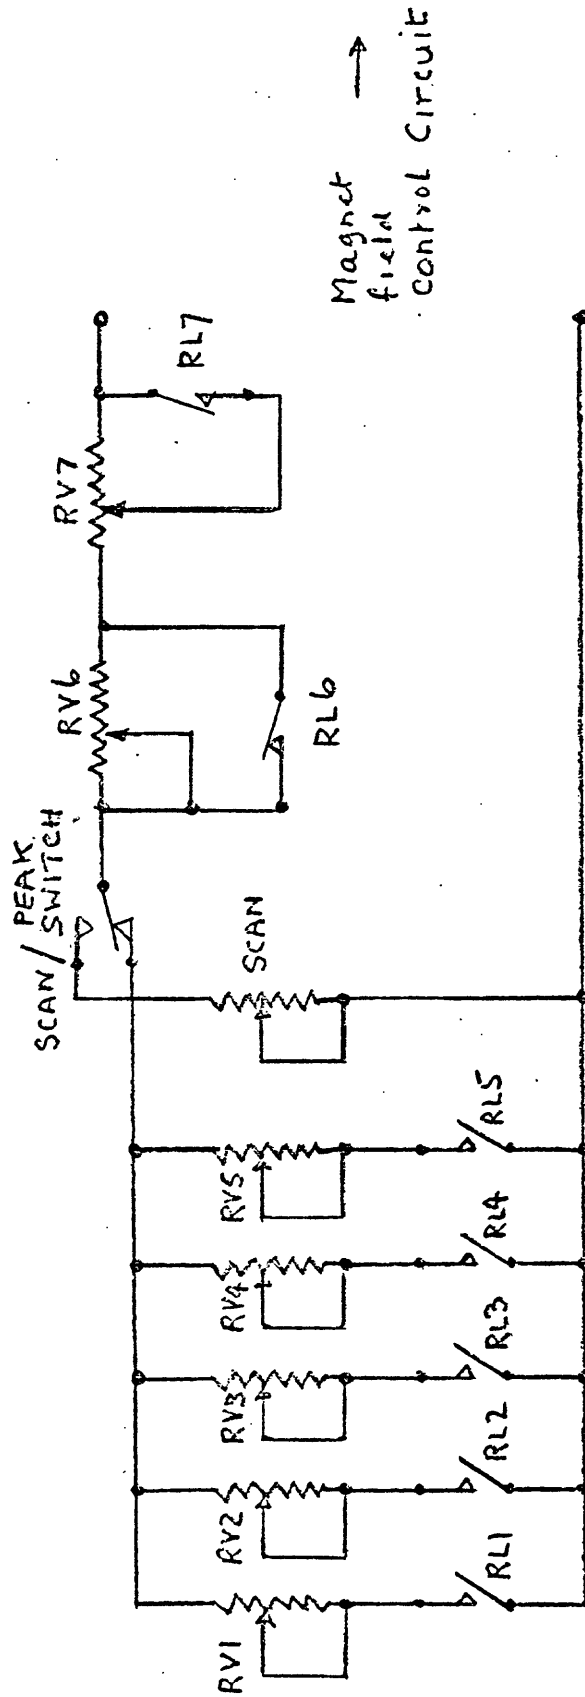 SCAN/PEAK
SWITCH
RV6
RV7
RL6
RL7
SCAN
RV1
RV2
RV3
RV4
RV5
RL1
RL2
RL3
RL4
RL5
Magnet
field
Control Circuit